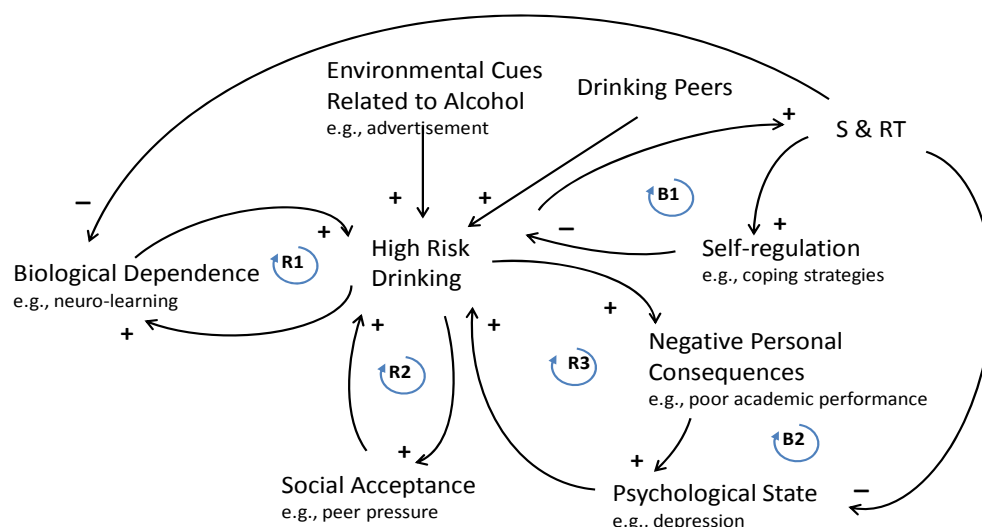 Environmental Cues
Related to Alcohol
e.g., advertisement
Drinking Peers
+
S & RT
–
+
+
B1
+
+
–
High Risk
Drinking
Self-regulation
e.g., coping strategies
Biological Dependence
e.g., neuro-learning
R1
+
+
+
+
+
Negative Personal
Consequences
e.g., poor academic performance
R2
R3
B2
+
+
Social Acceptance
e.g., peer pressure
Psychological State
e.g., depression
–